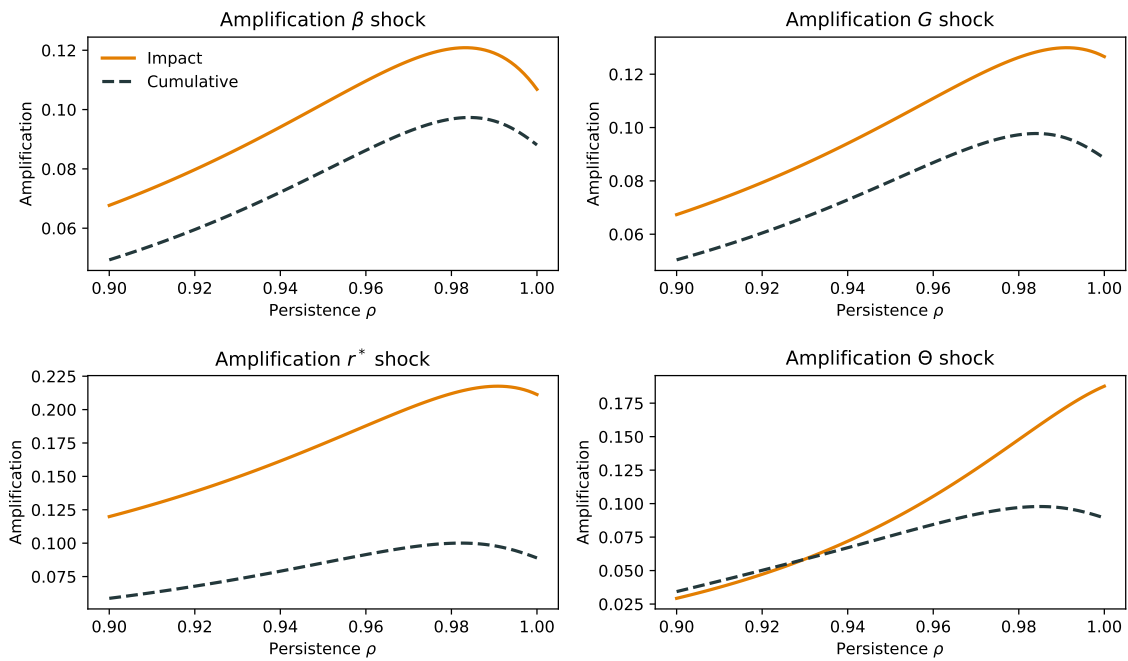 Amplification β shock
Impact
Cumulative
Amplification
0.12
0.10
0.08
0.06
0.90 0.92 0.94 0.96 0.98 1.00
Persistence ρ
Amplification G shock
Amplification
0.12
0.10
0.08
0.06
0.90 0.92 0.94 0.96 0.98 1.00
Persistence ρ
Amplification r* shock
Amplification
0.225
0.200
0.175
0.150
0.125
0.100
0.075
0.90 0.92 0.94 0.96 0.98 1.00
Persistence ρ
Amplification Θ shock
Amplification
0.175
0.150
0.125
0.100
0.075
0.050
0.025
0.90 0.92 0.94 0.96 0.98 1.00
Persistence ρ